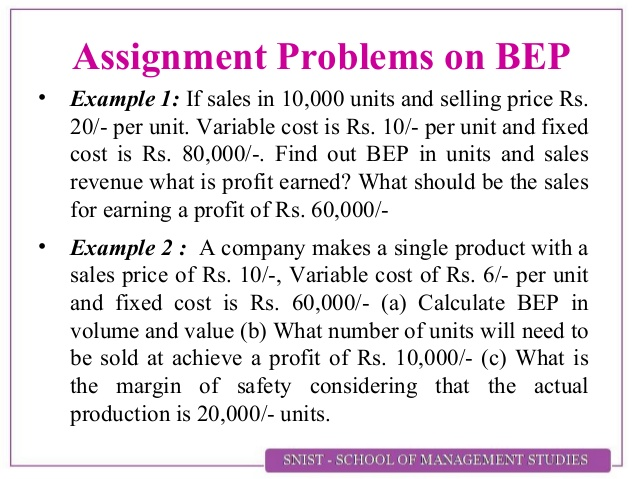 Assignment Problems on BEP
• Example 1: If sales in 10,000 units and selling price Rs.
20/- per unit. Variable cost is Rs. 10/- per unit and fixed
cost is Rs. 80,000/-. Find out BEP in units and sales
revenue what is profit earned? What should be the sales
for earning a profit of Rs. 60,000/-
• Example 2 : A company makes a single product with a
sales price of Rs. 10/-, Variable cost of Rs. 6/- per unit
and fixed cost is Rs. 60,000/- (a) Calculate BEP in
volume and value (b) What number of units will need to
be sold at achieve a profit of Rs. 10,000/- (c) What is
the margin of safety considering that the actual
production is 20,000/- units.
SNIST - SCHOOL OF MANAGEMENT STUDIES